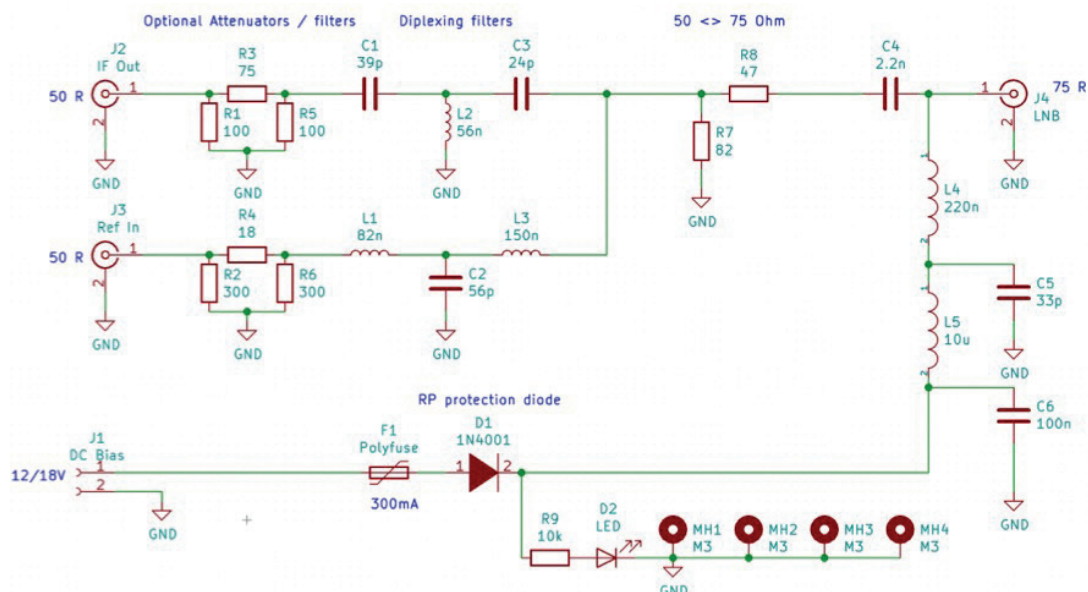 Optional Attenuators / filters
Diplexing filters
50 <> 75 Ohm
J2
IF Out
50 R
1
2
GND
R3
75
R1
100
R5
100
GND
C1
39p
L2
56n
GND
C3
24p
R8
47
R7
82
GND
C4
2.2n
1
2
J4
LNB
75 R
GND
J3
Ref In
50 R
1
2
GND
R4
18
R2
300
R6
300
GND
L1
82n
C2
56p
GND
L3
150n
1
L4
220n
2
C5
33p
GND
1
L5
10u
2
C6
100n
GND
RP protection diode
J1
DC Bias
12/18V
1
2
GND
F1
Polyfuse
300mA
D1
1N4001
1
2
R9
10k
D2
LED
MH1
M3
MH2
M3
MH3
M3
MH4
M3
GND